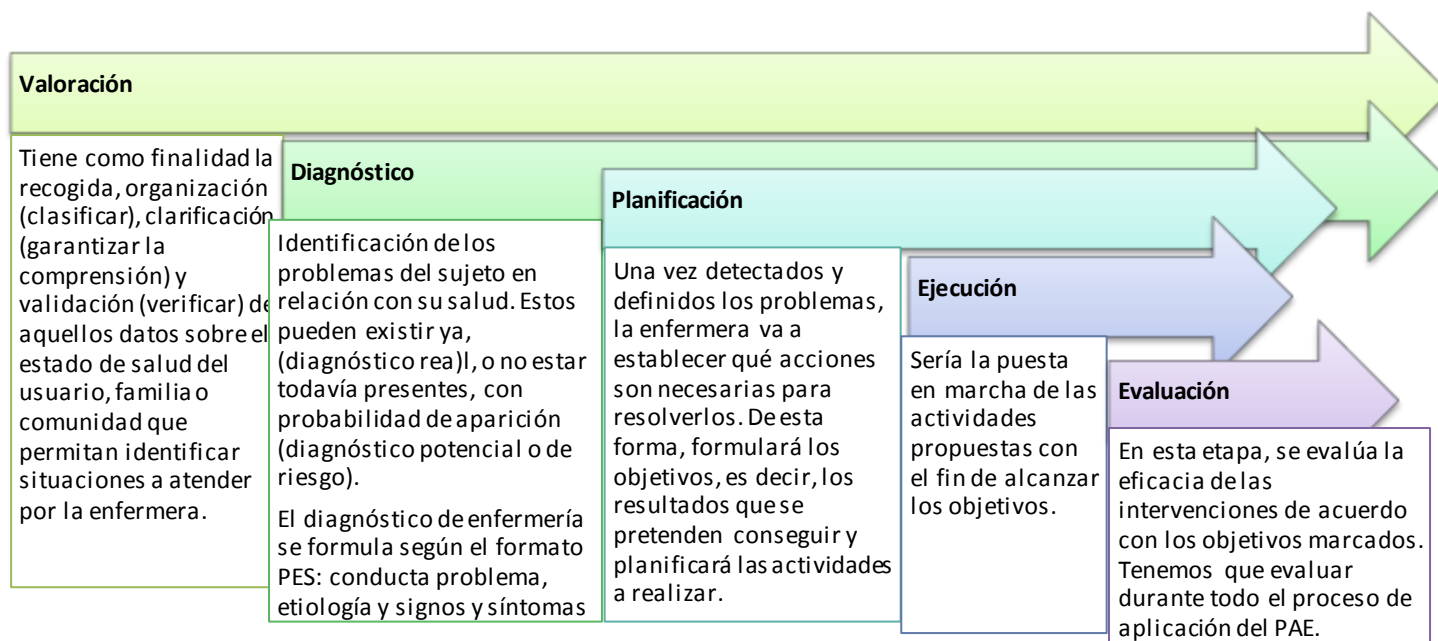 Valoración
Tiene como finalidad la
recogida, organización
(clasificar), clarificación
(garantizar la
comprensión) y
validación (verificar) de
aquellos datos sobre el
estado de salud del
usuario, familia o
comunidad que
permitan identificar
situaciones a atender
por la enfermera.
Diagnóstico
Identificación de los
problemas del sujeto en
relación con su salud. Estos
pueden existir ya,
(diagnóstico rea)l, o no estar
todavía presentes, con
probabilidad de aparición
(diagnóstico potencial o de
riesgo).
El diagnóstico de enfermería
se formula según el formato
PES: conducta problema,
etiología y signos y síntomas
Planificación
Una vez detectados y
definidos los problemas,
la enfermera va a
establecer qué acciones
son necesarias para
resolverlos. De esta
forma, formulará los
objetivos, es decir, los
resultados que se
pretenden conseguir y
planificará las actividades
a realizar.
Ejecución
Sería la puesta
en marcha de las
actividades
propuestas con
el fin de alcanzar
los objetivos.
Evaluación
En esta etapa, se evalúa la
eficacia de las
intervenciones de acuerdo
con los objetivos marcados.
Tenemos que evaluar
durante todo el proceso de
aplicación del PAE.